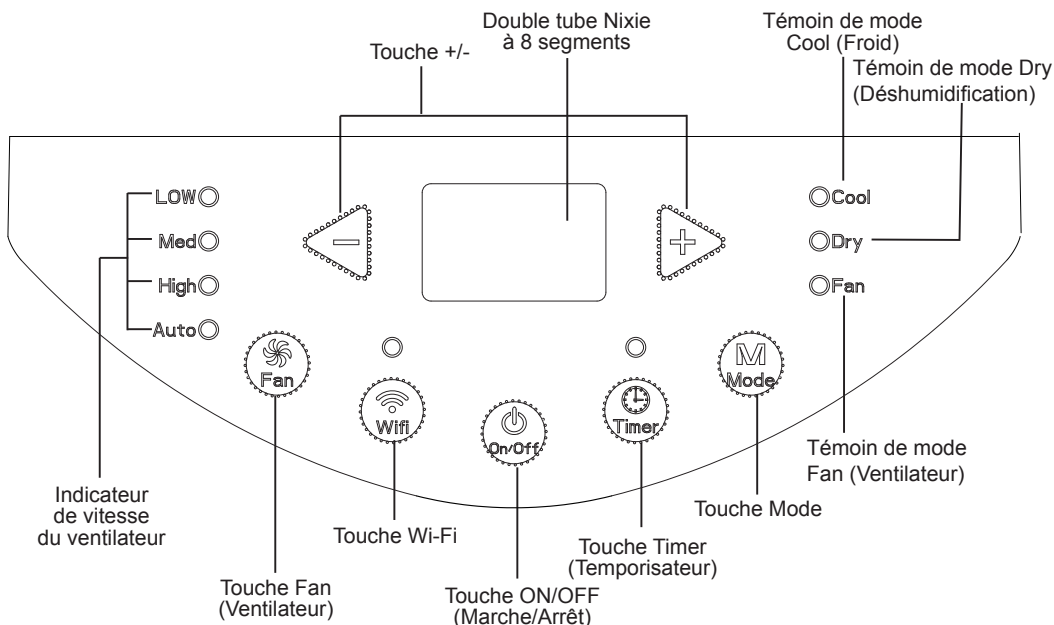 Double tube Nixie
à 8 segments
Témoin de mode
Cool (Froid)
Touche +/-
Témoin de mode Dry
(Déshumidification)
LOW
Med
High
Auto
Cool
Dry
Fan
Fan
Wifi
On/Off
Timer
M
Mode
Témoin de mode
Fan (Ventilateur)
Indicateur
de vitesse
du ventilateur
Touche Wi-Fi
Touche Mode
Touche Timer
(Temporisateur)
Touche Fan
(Ventilateur)
Touche ON/OFF
(Marche/Arrêt)